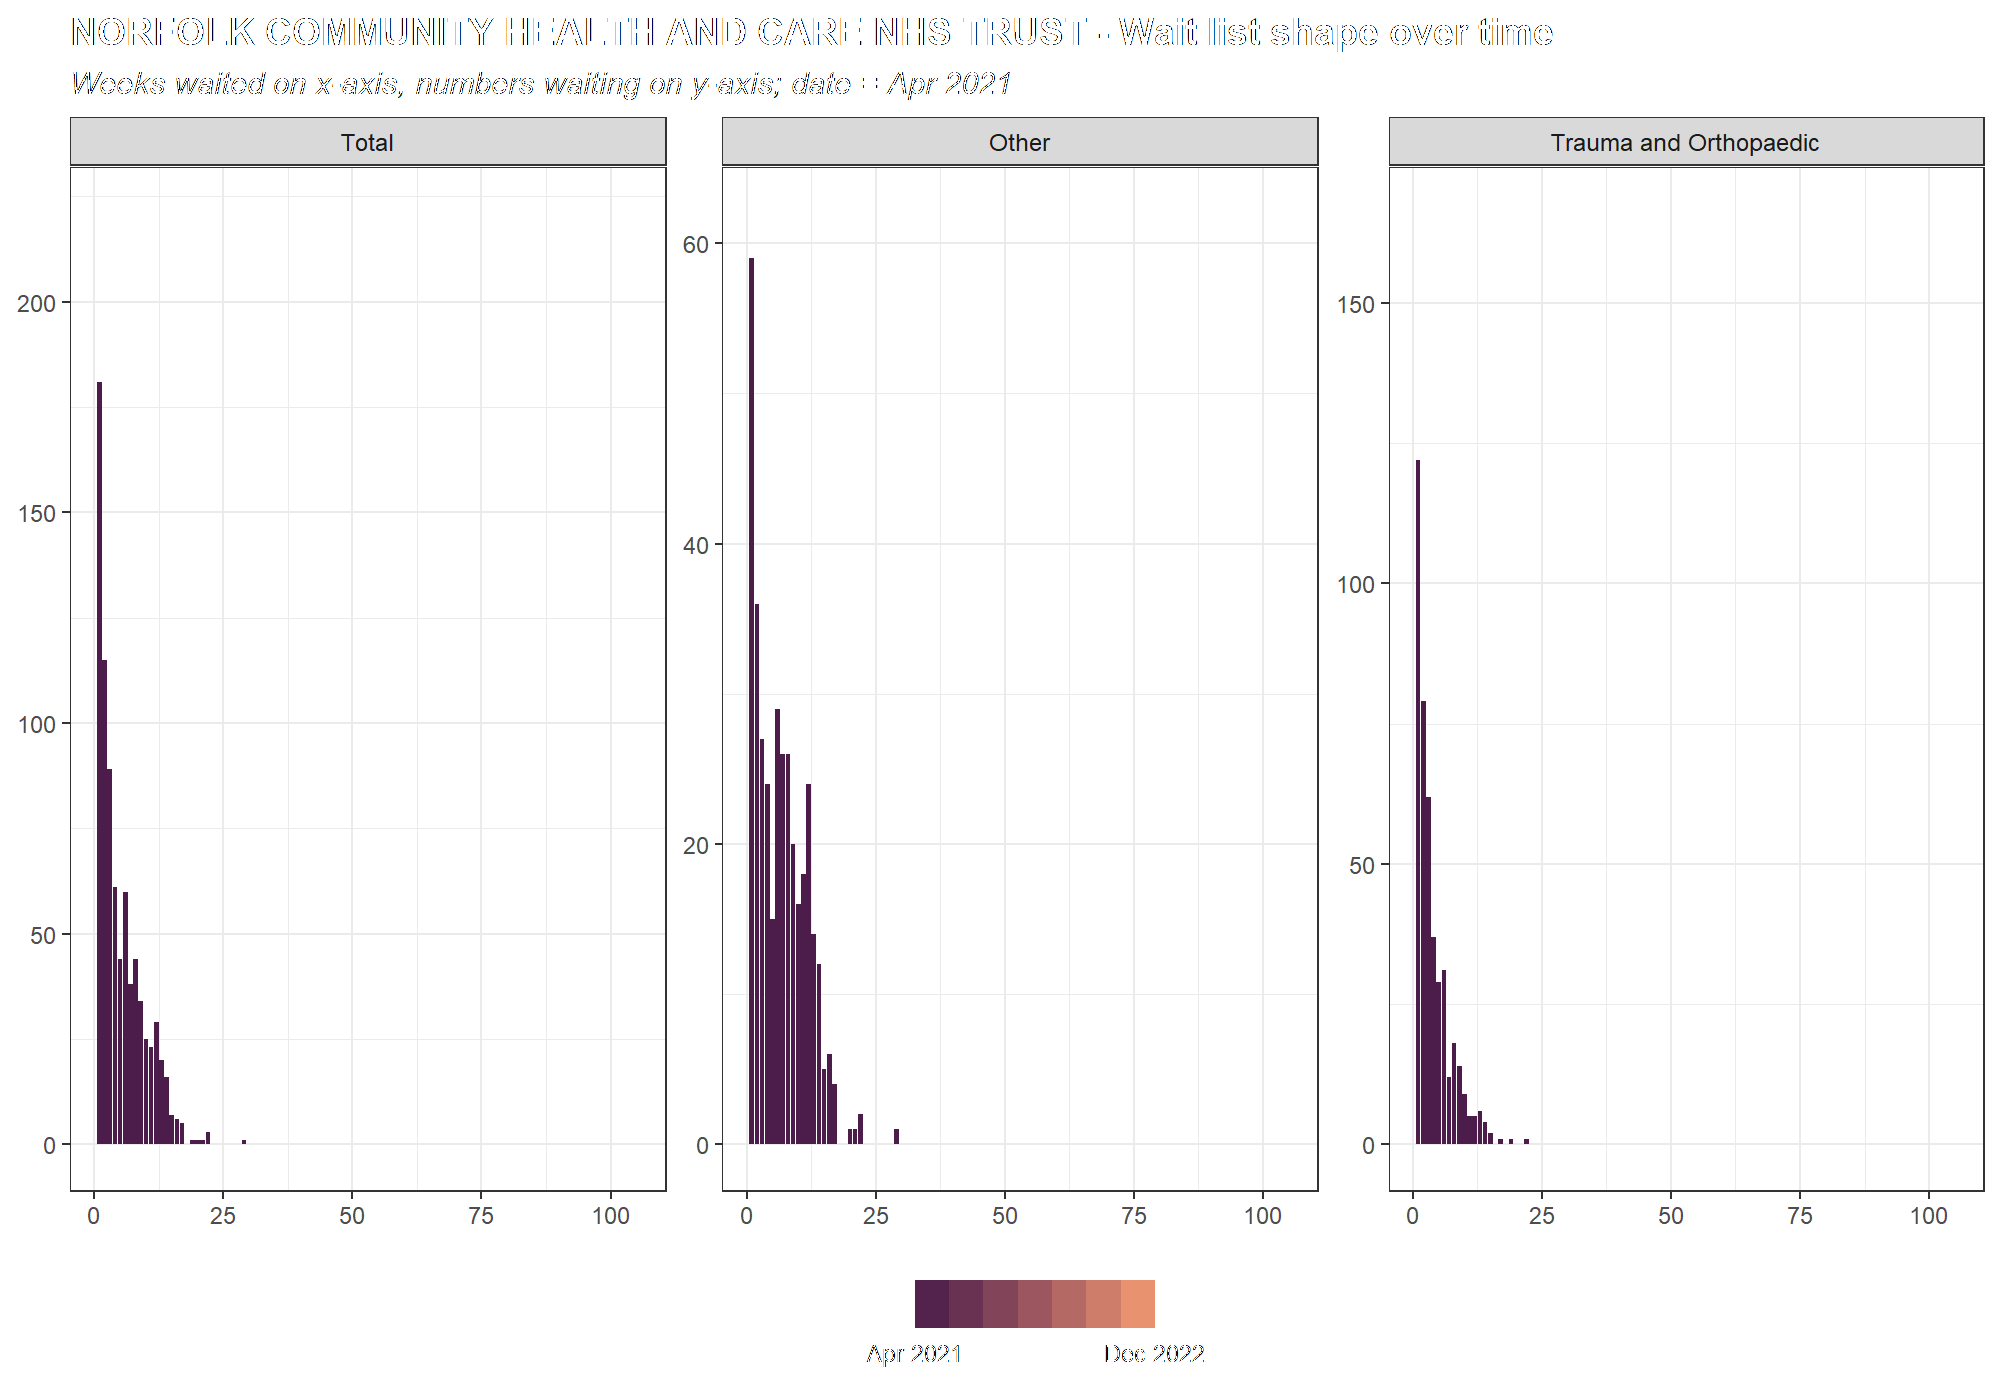 NORFOLK COMMUNITY HEALTH AND CARE NHS TRUST - Wait list shape over time
Weeks waited on x-axis, numbers waiting on y-axis; date = Apr 2021
Total
200
150
100
50
0
0 25 50 75 100
Other
60
40
20
0
0 25 50 75 100
Trauma and Orthopaedic
150
100
50
0
0 25 50 75 100
Apr 2021 Dec 2022